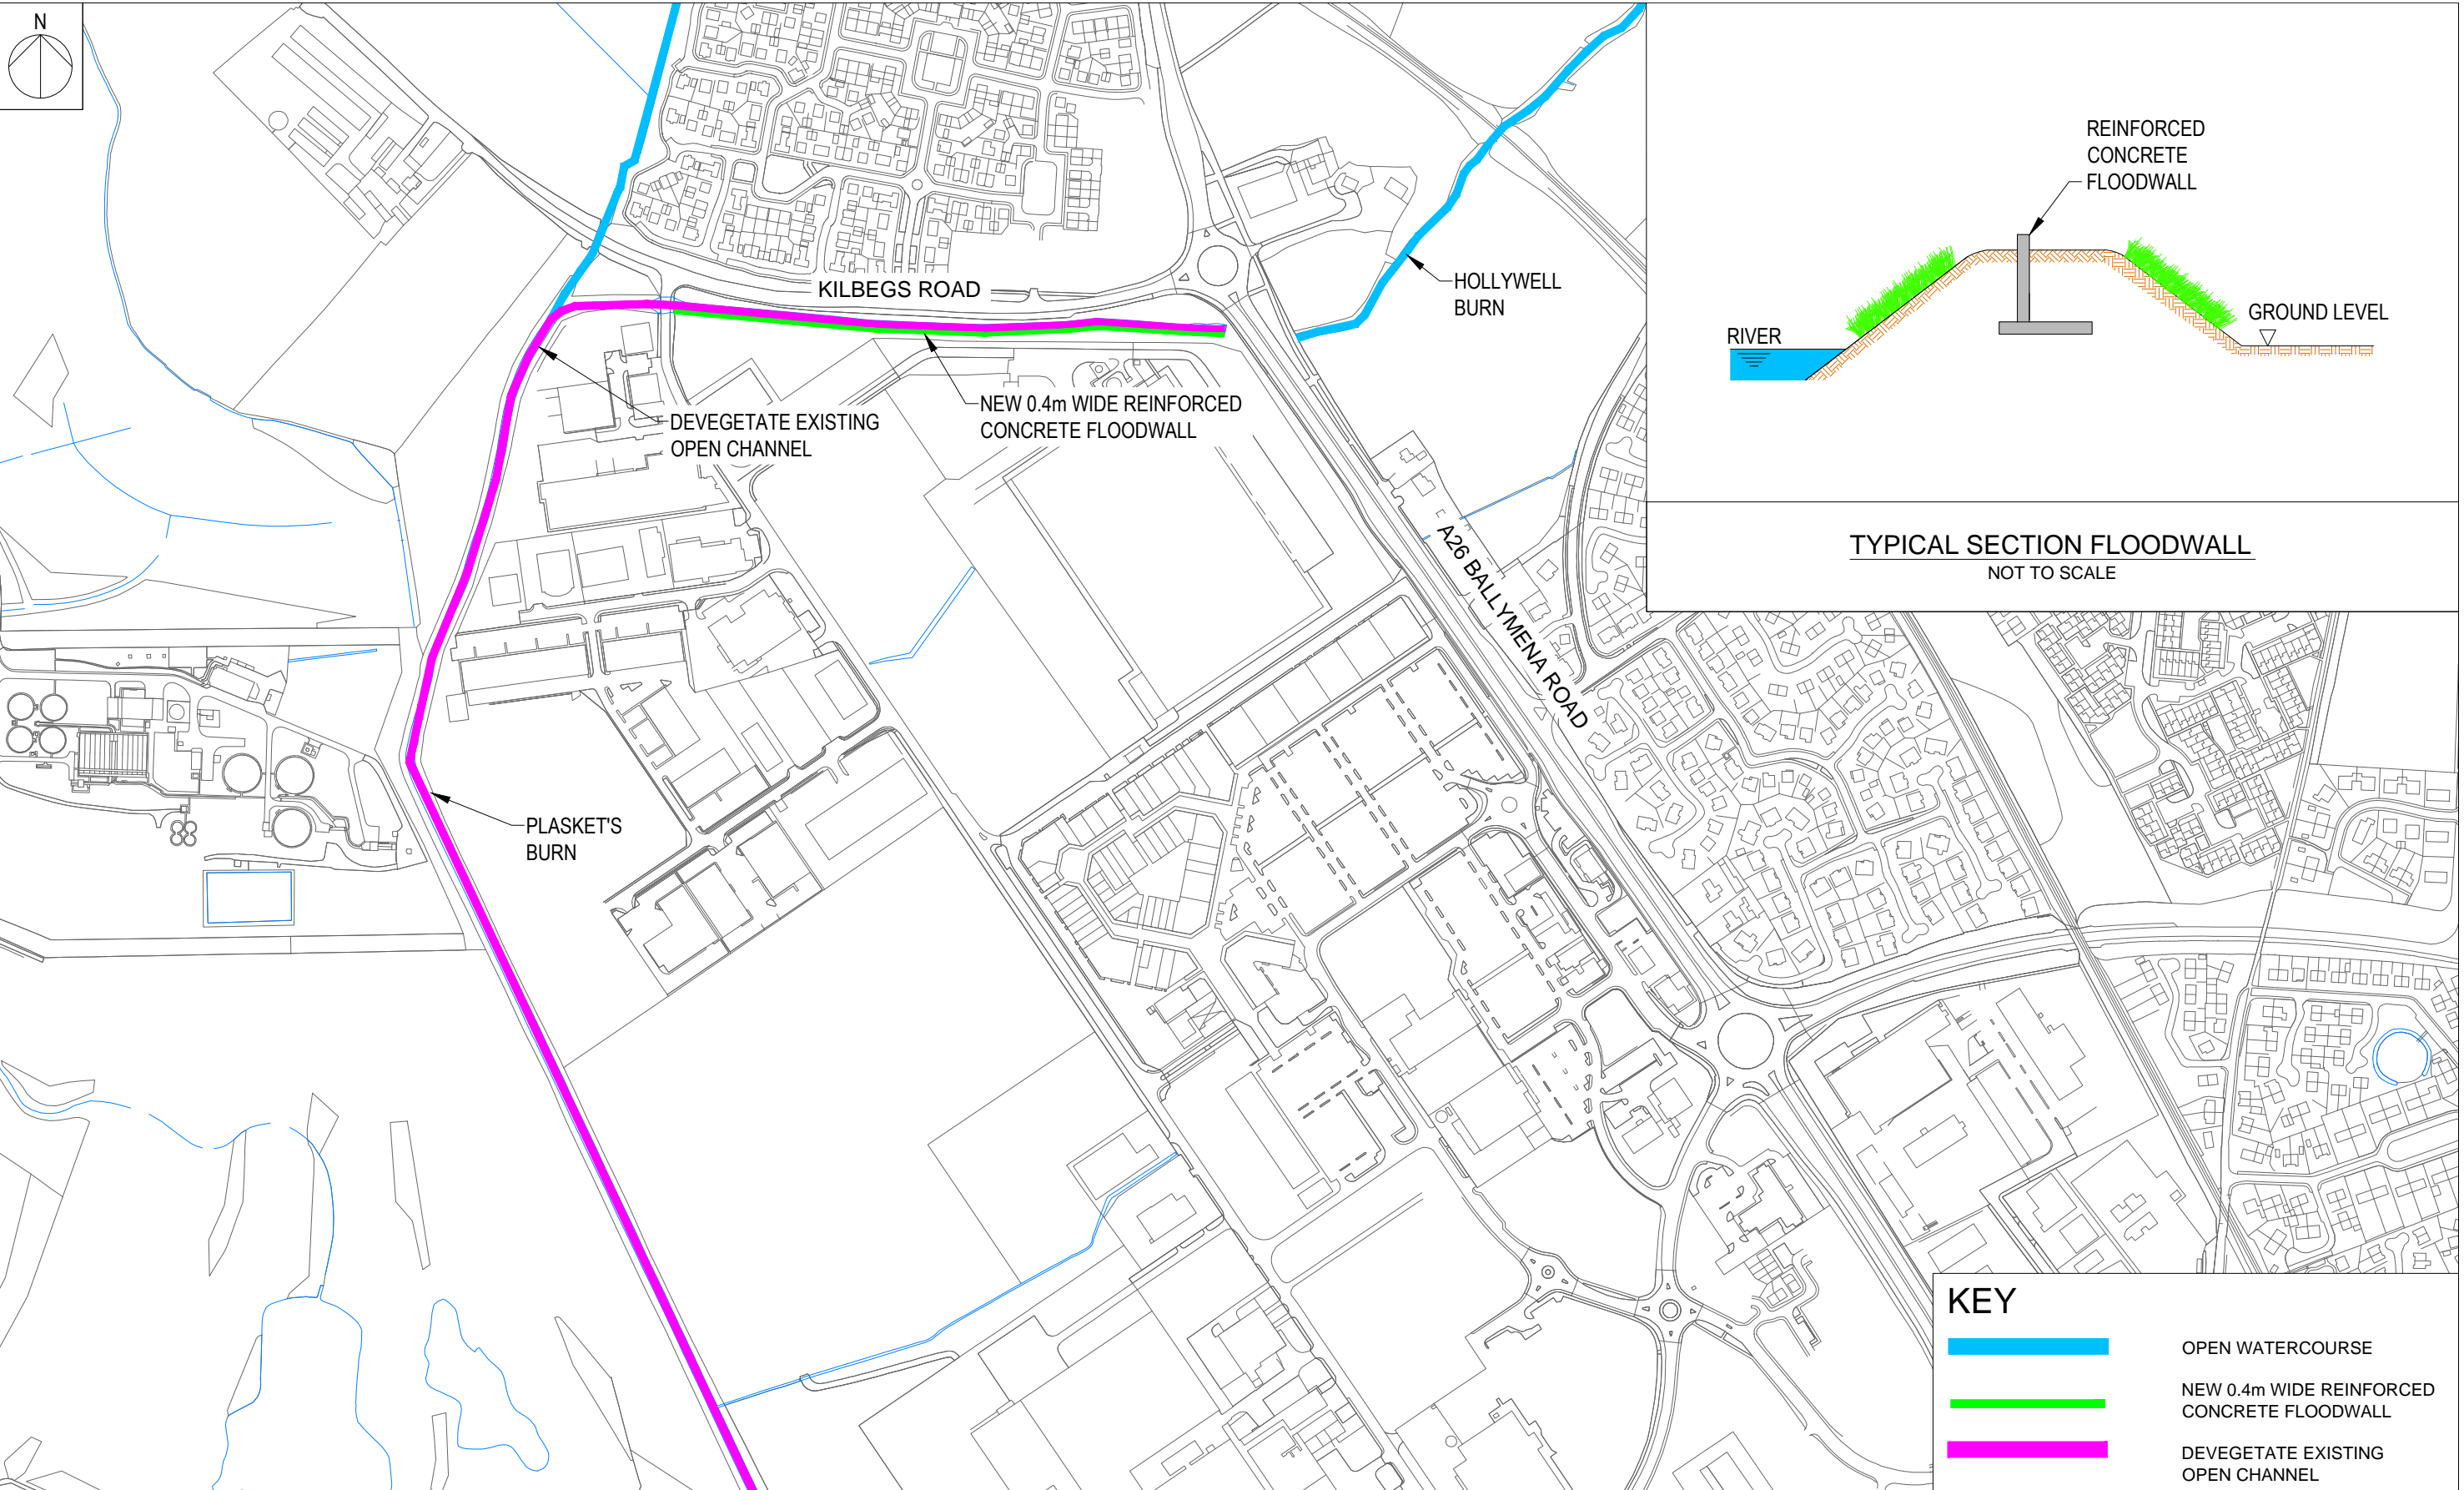 N
REINFORCED
CONCRETE
FLOODWALL
RIVER
GROUND LEVEL
TYPICAL SECTION FLOODWALL
NOT TO SCALE
KILBEGS ROAD
HOLLYWELL
BURN
DEVEGETATE EXISTING
OPEN CHANNEL
NEW 0.4m WIDE REINFORCED
CONCRETE FLOODWALL
A26 BALLYMENA ROAD
PLASKET'S
BURN
KEY
OPEN WATERCOURSE
NEW 0.4m WIDE REINFORCED
CONCRETE FLOODWALL
DEVEGETATE EXISTING
OPEN CHANNEL